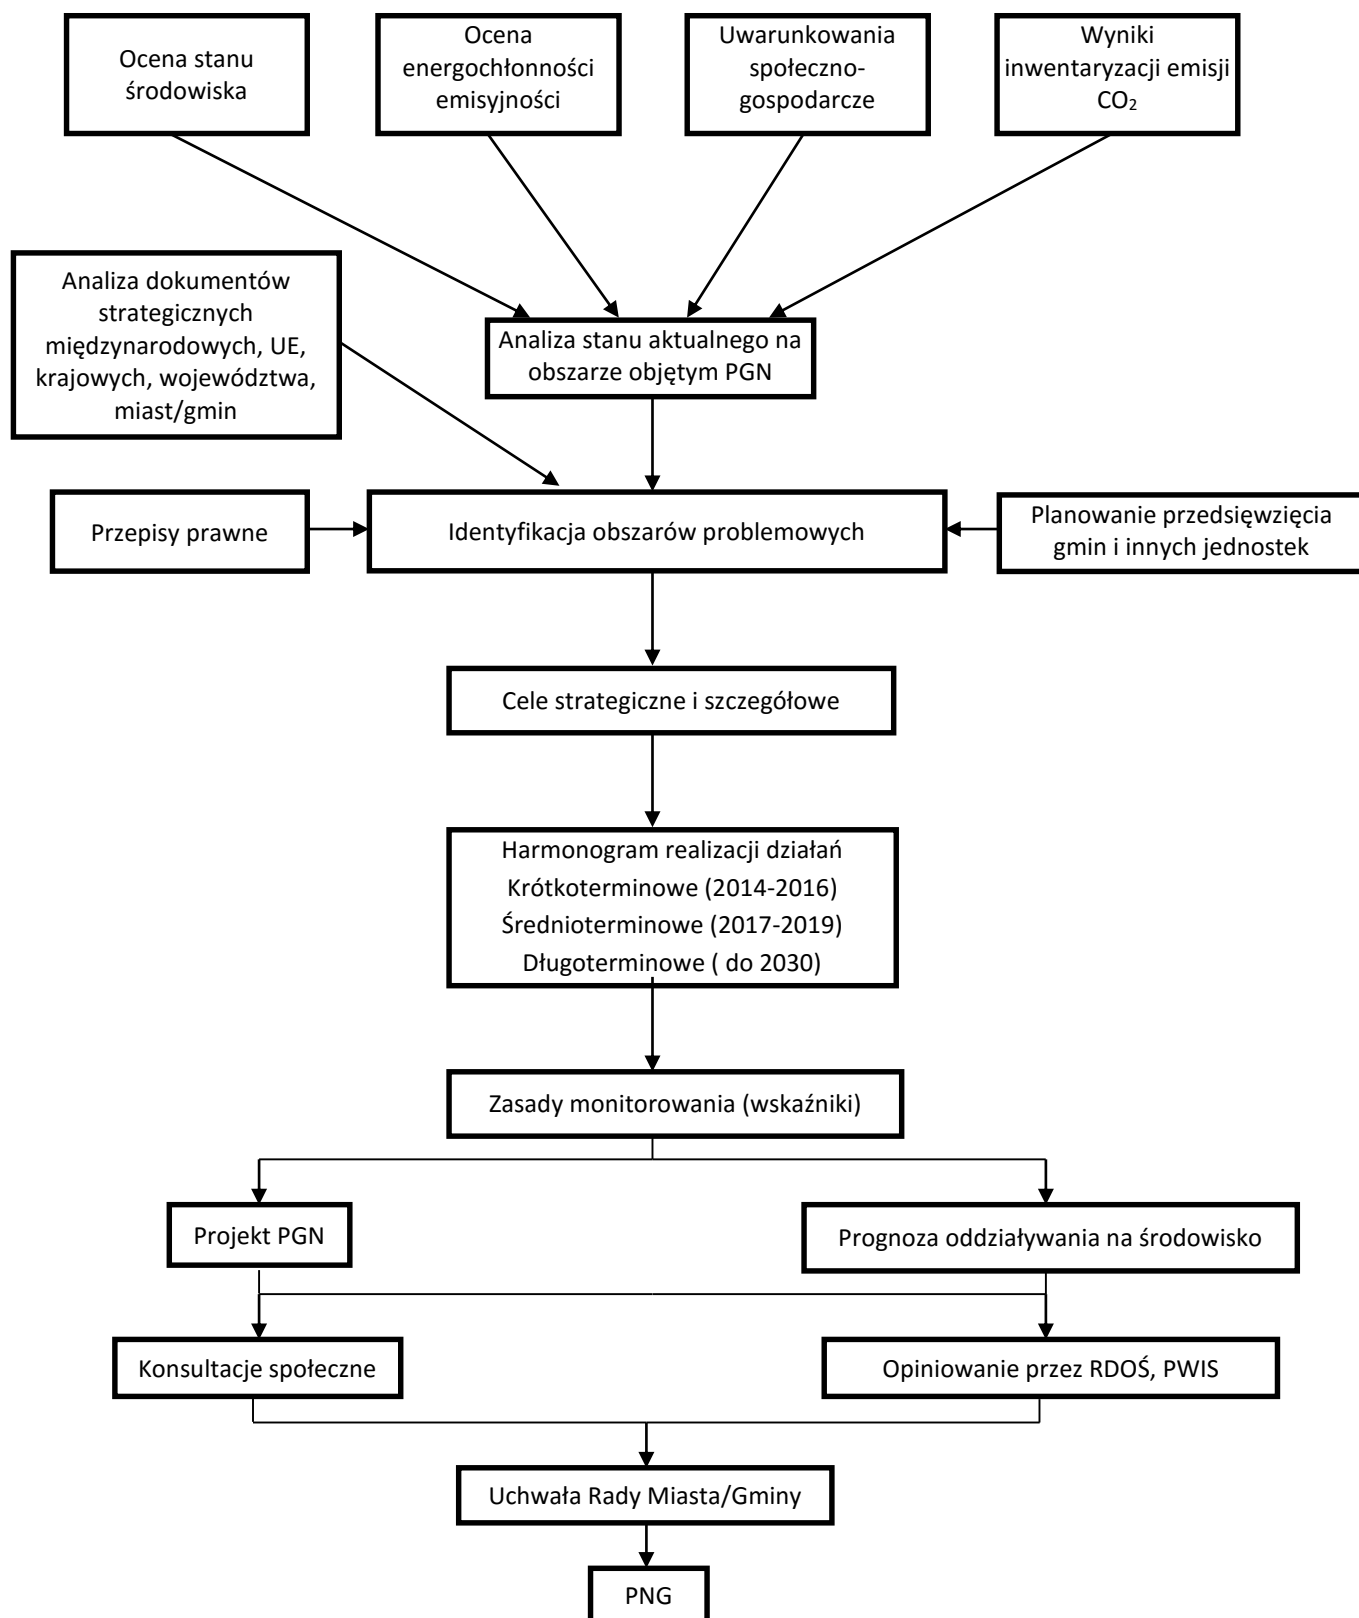 Ocena stanu
środowiska
Ocena
energochłonności
emisyjności
Uwarunkowania
społeczno-
gospodarcze
Wyniki
inwentaryzacji emisji
CO₂
Analiza dokumentów
strategicznych
międzynarodowych, UE,
krajowych, województwa,
miast/gmin
Analiza stanu aktualnego na
obszarze objętym PGN
Przepisy prawne
Identyfikacja obszarów problemowych
Planowanie przedsięwzięcia
gmin i innych jednostek
Cele strategiczne i szczegółowe
Harmonogram realizacji działań
Krótkoterminowe (2014-2016)
Średnioterminowe (2017-2019)
Długoterminowe ( do 2030)
Zasady monitorowania (wskaźniki)
Projekt PGN
Prognoza oddziaływania na środowisko
Konsultacje społeczne
Opiniowanie przez RDOŚ, PWIS
Uchwała Rady Miasta/Gminy
PNG